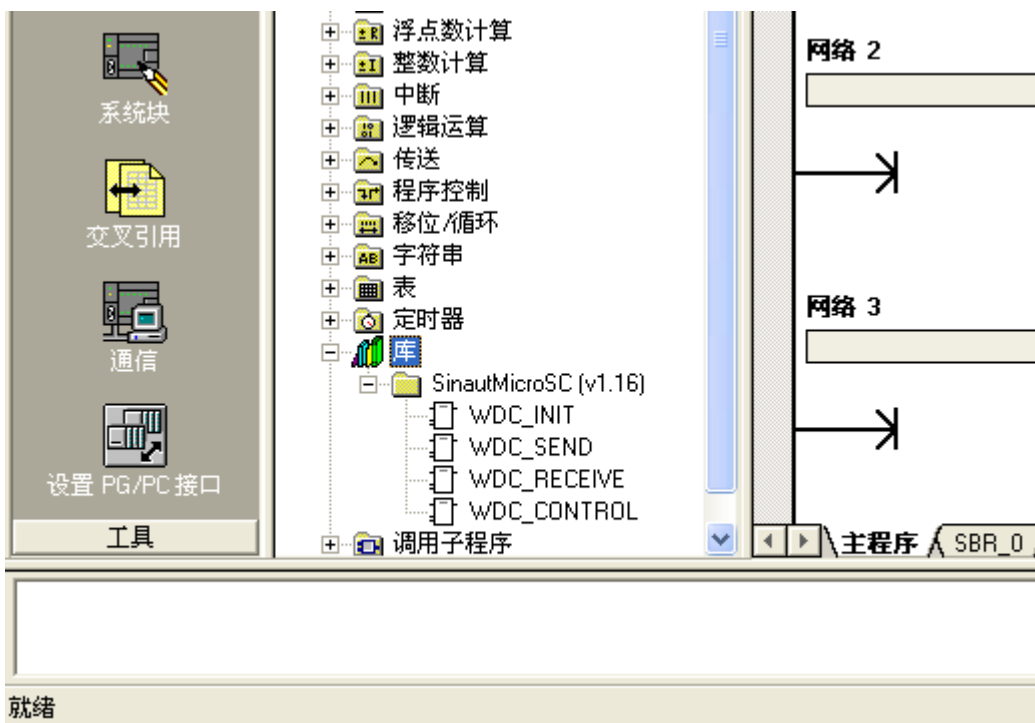 系统块
交叉引用
通信
设置 PG/PC 接口
工具
浮点数计算
整数计算
中断
逻辑运算
传送
程序控制
移位/循环
字符串
表
定时器
库
SinautMicroSC (v1.16)
WDC_INIT
WDC_SEND
WDC_RECEIVE
WDC_CONTROL
调用子程序
网络 2
网络 3
主程序 SBR_0
就绪